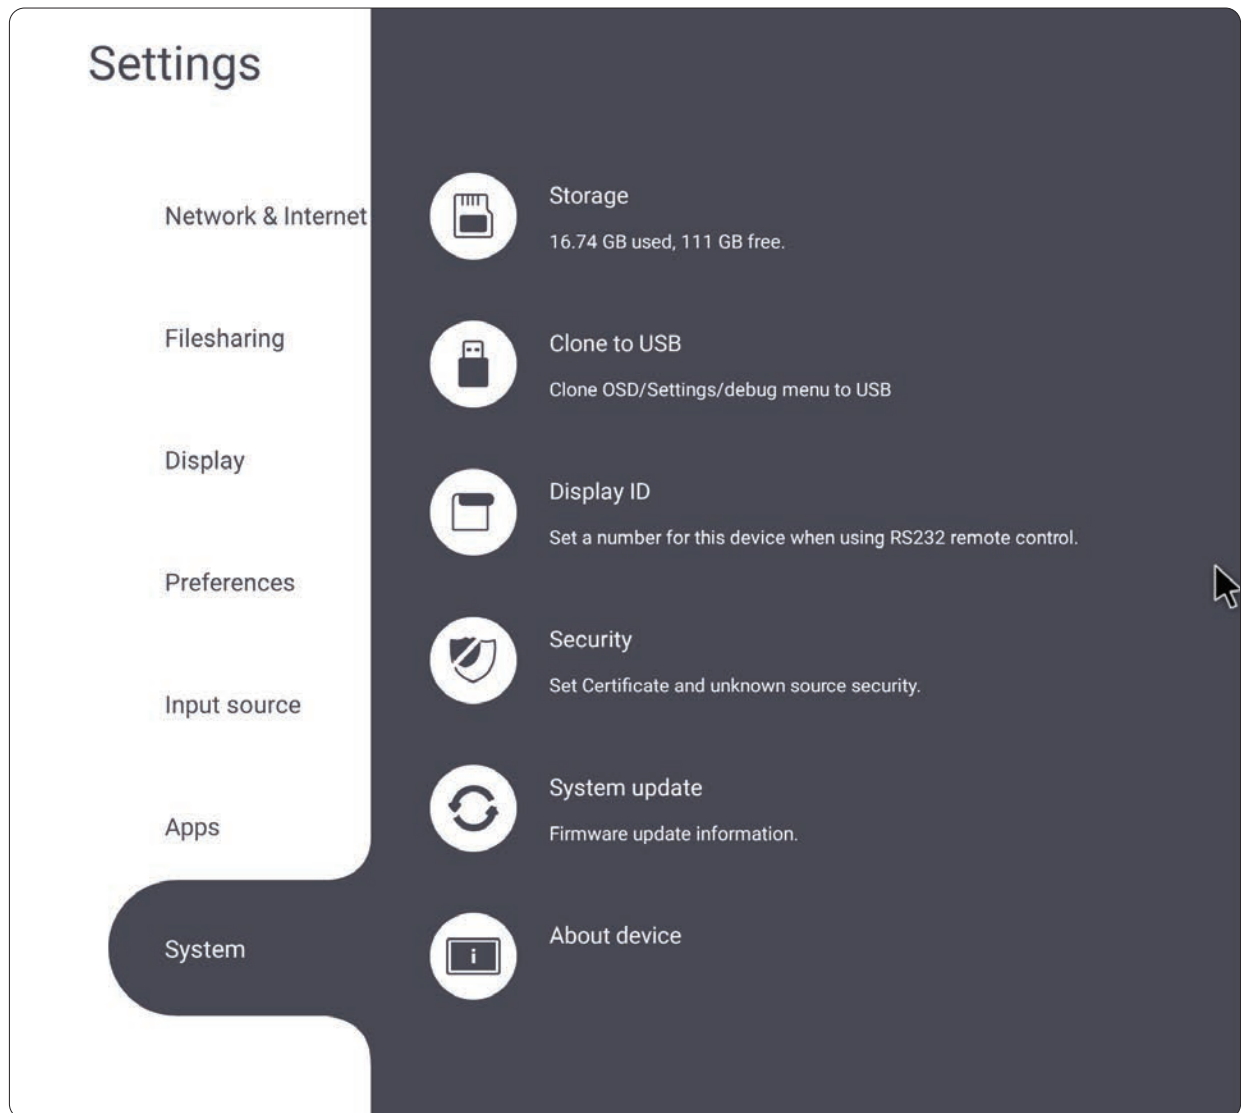 Settings
Network & Internet
Filesharing
Display
Preferences
Input source
Apps
System
Storage
16.74 GB used, 111 GB free.
Clone to USB
Clone OSD/Settings/debug menu to USB
Display ID
Set a number for this device when using RS232 remote control.
Security
Set Certificate and unknown source security.
System update
Firmware update information.
About device
i